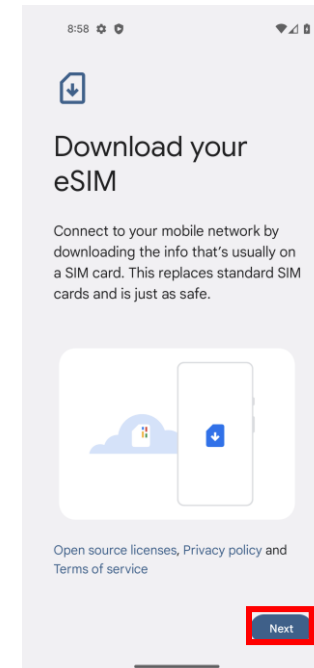 8:58
Download your
eSIM
Connect to your mobile network by
downloading the info that's usually on
a SIM card. This replaces standard SIM
cards and is just as safe.
Open source licenses, Privacy policy and
Terms of service
Next